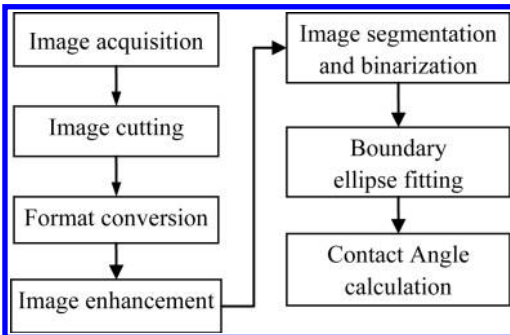 Image acquisition
Image cutting
Format conversion
Image enhancement
Image segmentation
and binarization
Boundary
ellipse fitting
Contact Angle
calculation